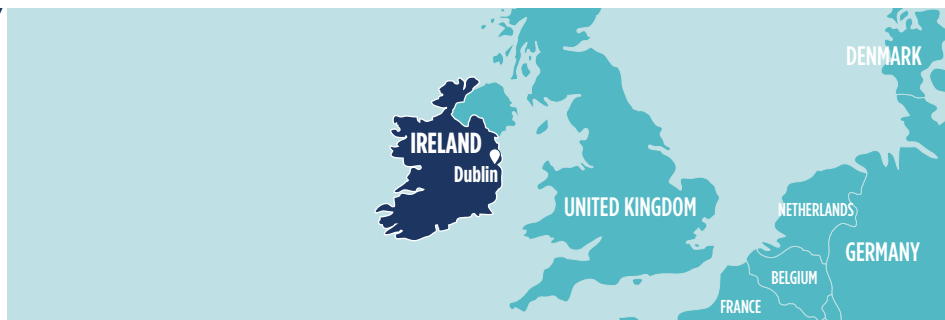 DENMARK
IRELAND
Dublin
UNITED KINGDOM
NETHERLANDS
GERMANY
BELGIUM
FRANCE